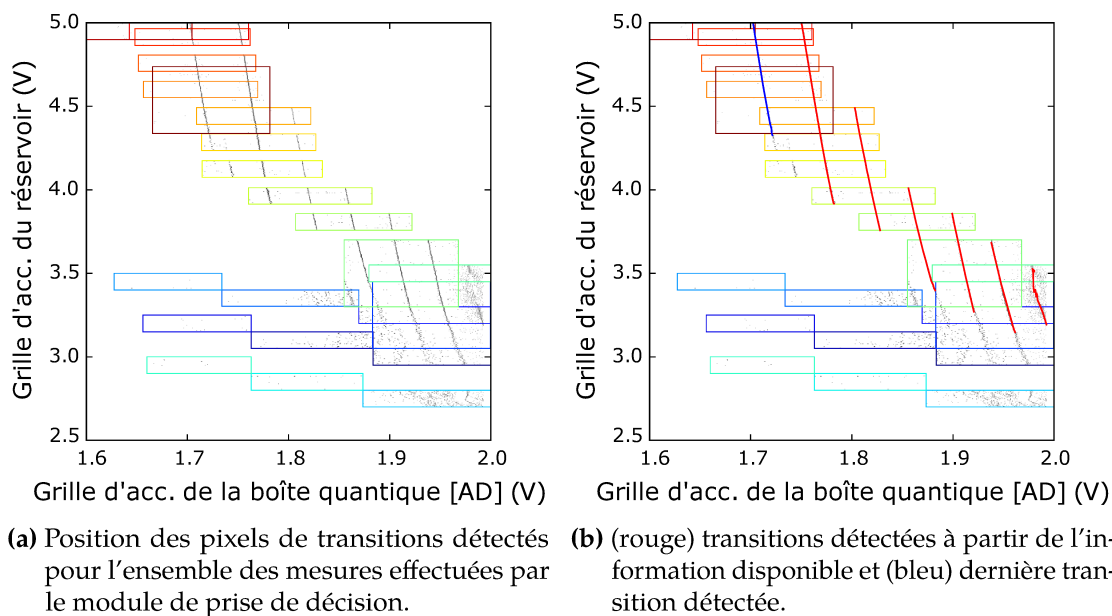 5.0
4.5
4.0
3.5
3.0
2.5
Grille d'acc. du réservoir (V)
1.6 1.7 1.8 1.9 2.0
Grille d'acc. de la boîte quantique [AD] (V)
(a) Position des pixels de transitions détectés
pour l'ensemble des mesures effectuées par
le module de prise de décision.
5.0
4.5
4.0
3.5
3.0
2.5
Grille d'acc. du réservoir (V)
1.6 1.7 1.8 1.9 2.0
Grille d'acc. de la boîte quantique [AD] (V)
(b) (rouge) transitions détectées à partir de l'in-
formation disponible et (bleu) dernière tran-
sition détectée.